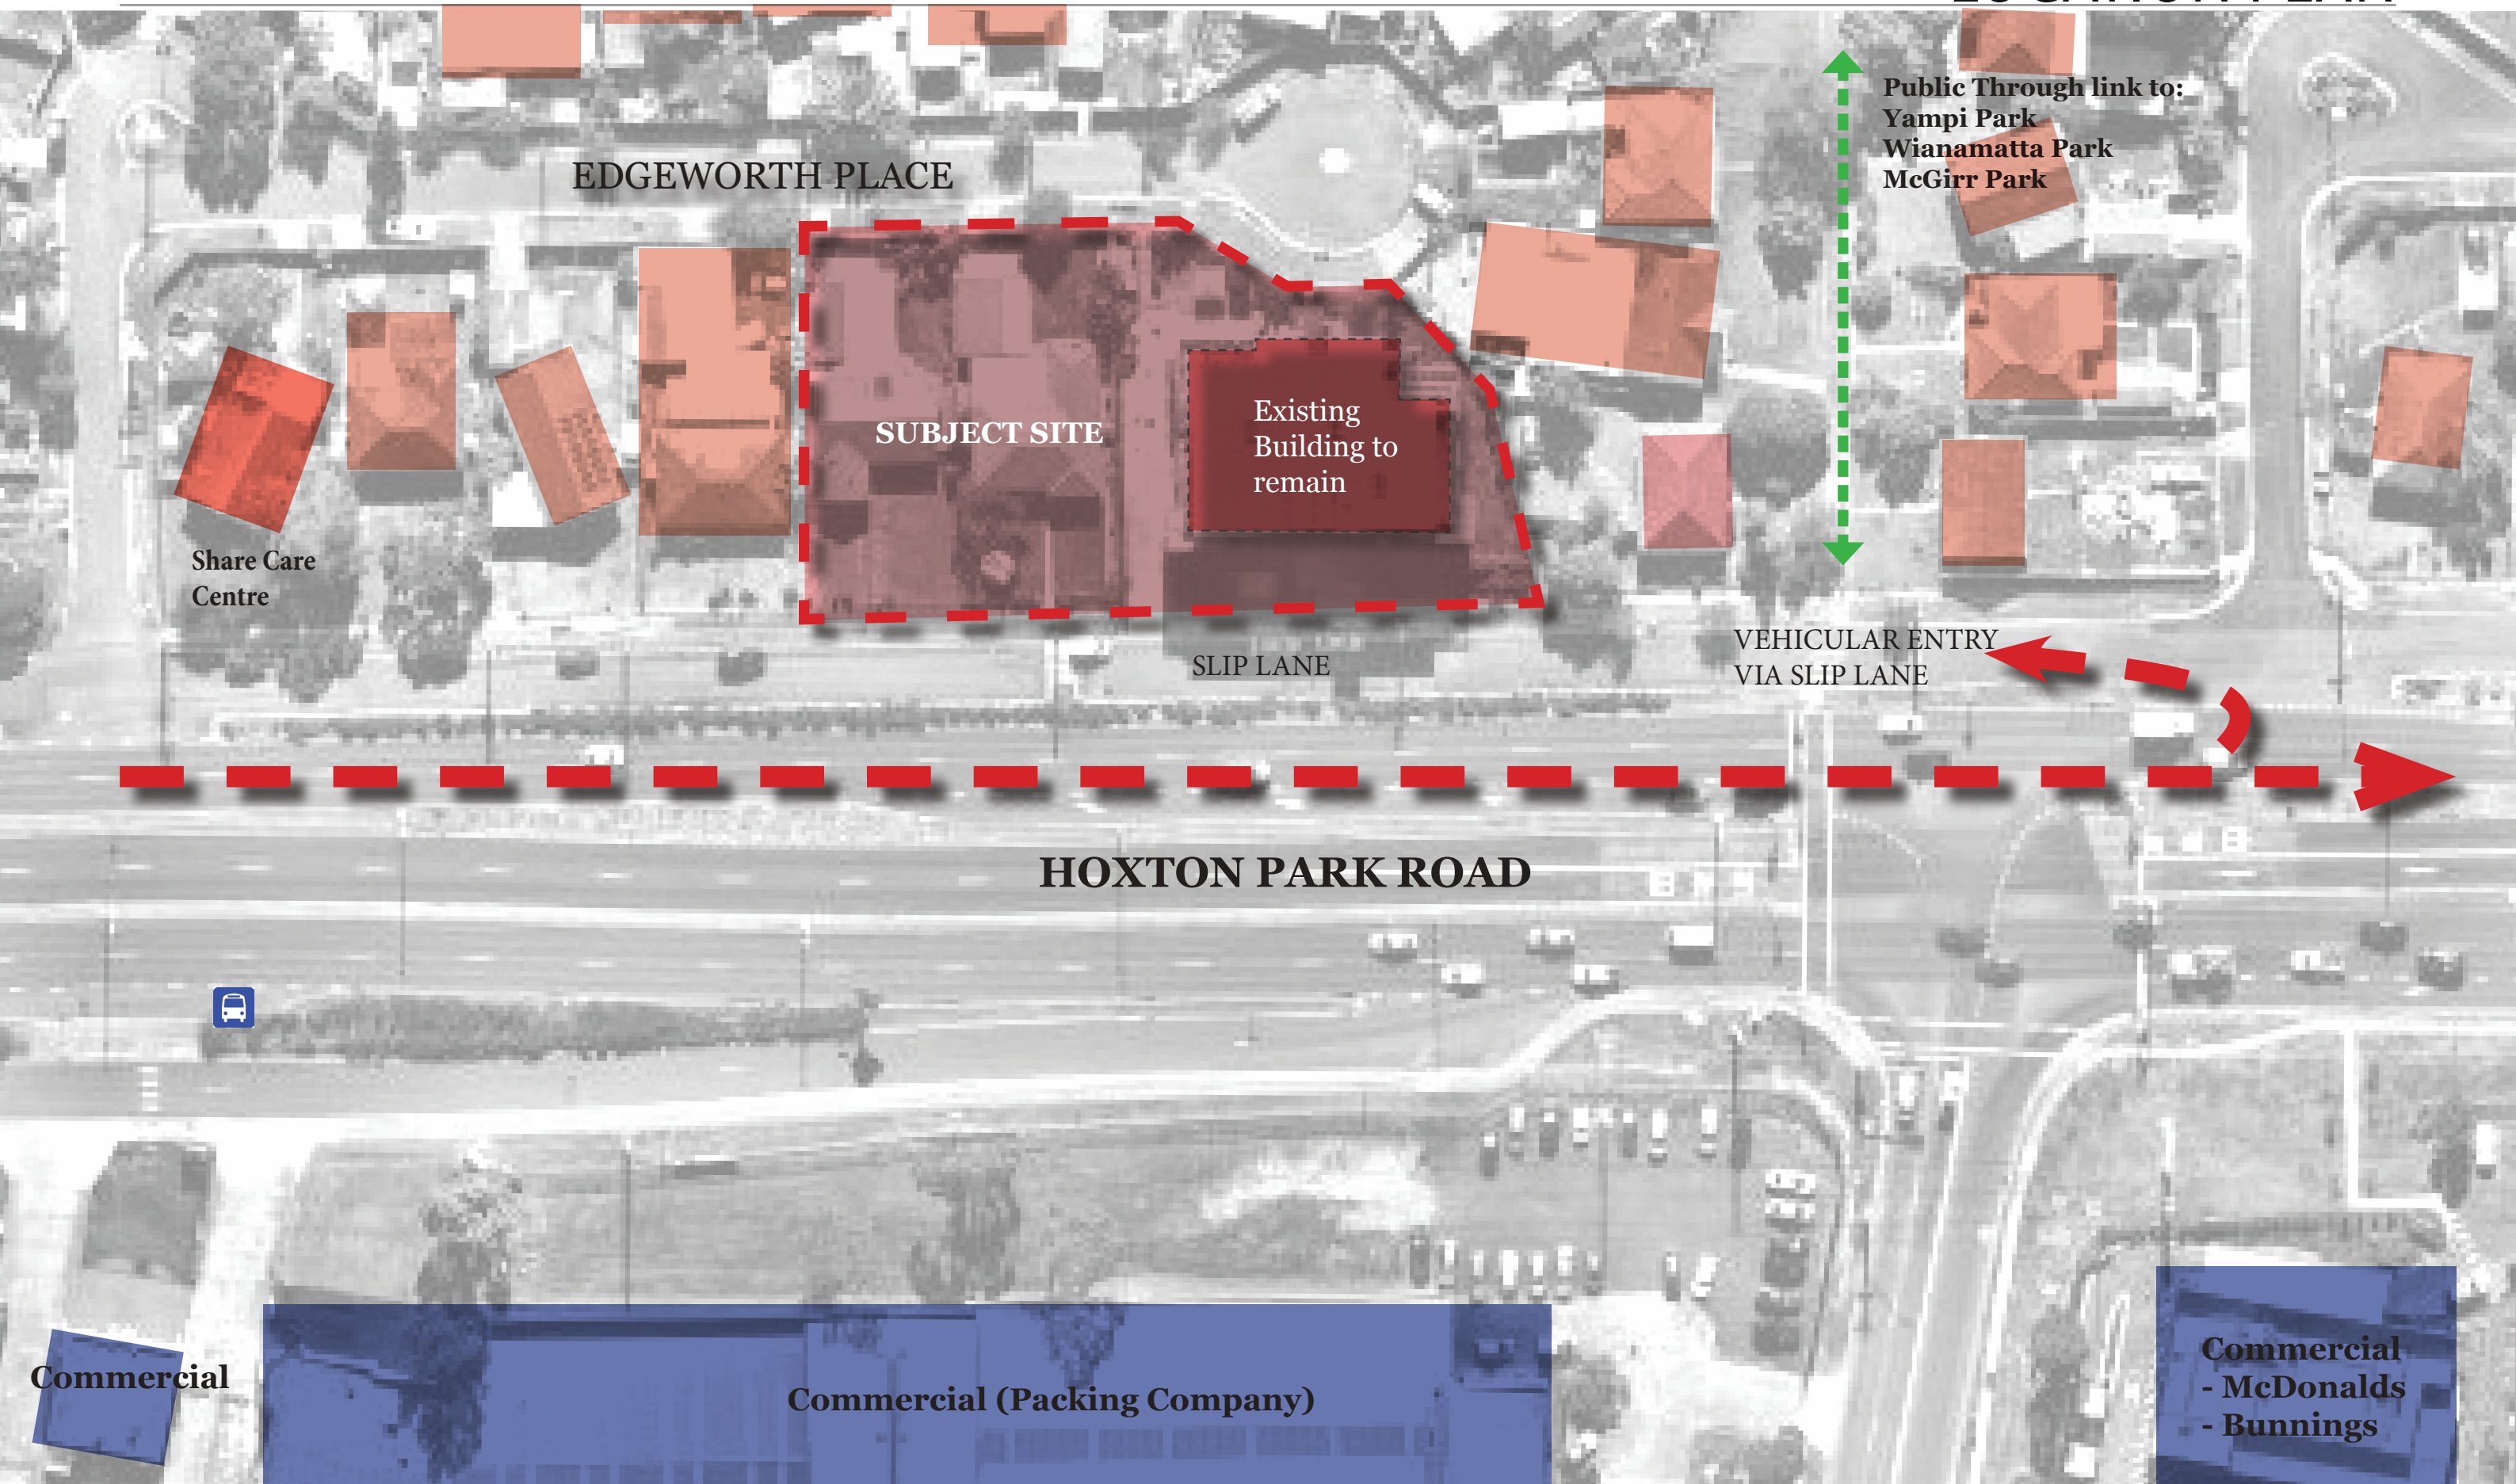 Public Through link to:
Yampi Park
Wianamatta Park
McGirr Park
EDGEWORTH PLACE
SUBJECT SITE
Existing
Building to
remain
Share Care
Centre
SLIP LANE
VEHICULAR ENTRY
VIA SLIP LANE
HOXTON PARK ROAD
Commercial
Commercial (Packing Company)
Commercial
- McDonalds
- Bunnings